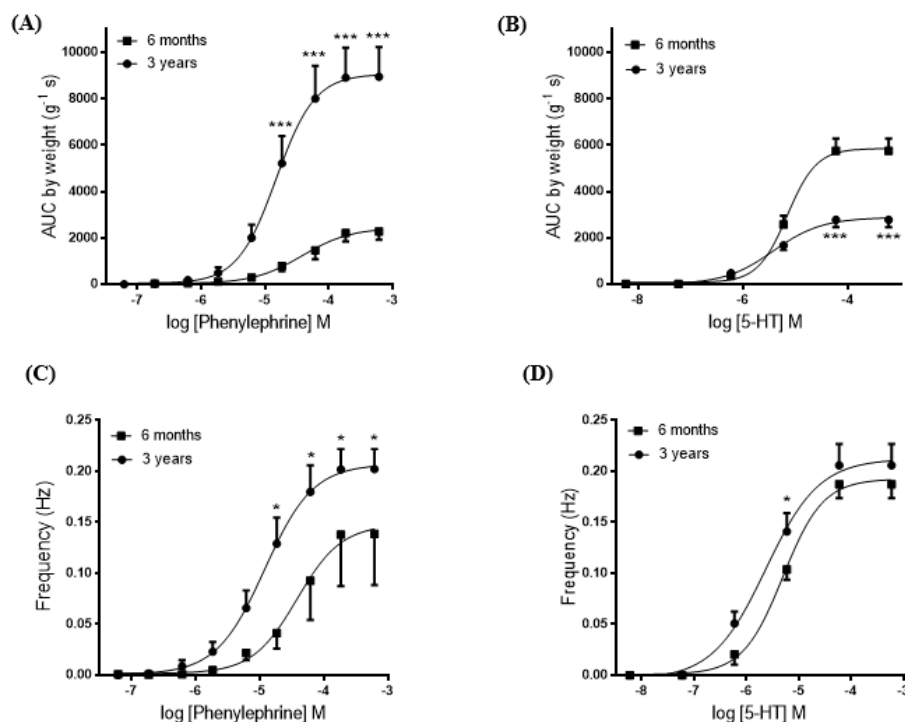 (A)
6 months
3 years
*** *** *** ***
AUC by weight (g⁻¹ s)
10000
8000
6000
4000
2000
0
-7 -6 -5 -4 -3
log [Phenylephrine] M
(B)
6 months
3 years
AUC by weight (g⁻¹ s)
10000
8000
6000
4000
2000
0
*** ***
-8 -6 -4
log [5-HT] M
(C)
0.25
6 months
3 years
* * * *
Frequency (Hz)
0.20
0.15
0.10
0.05
0.00
-7 -6 -5 -4 -3
log [Phenylephrine] M
(D)
0.25
6 months
3 years
*
Frequency (Hz)
0.20
0.15
0.10
0.05
0.00
-8 -7 -6 -5 -4 -3
log [5-HT] M